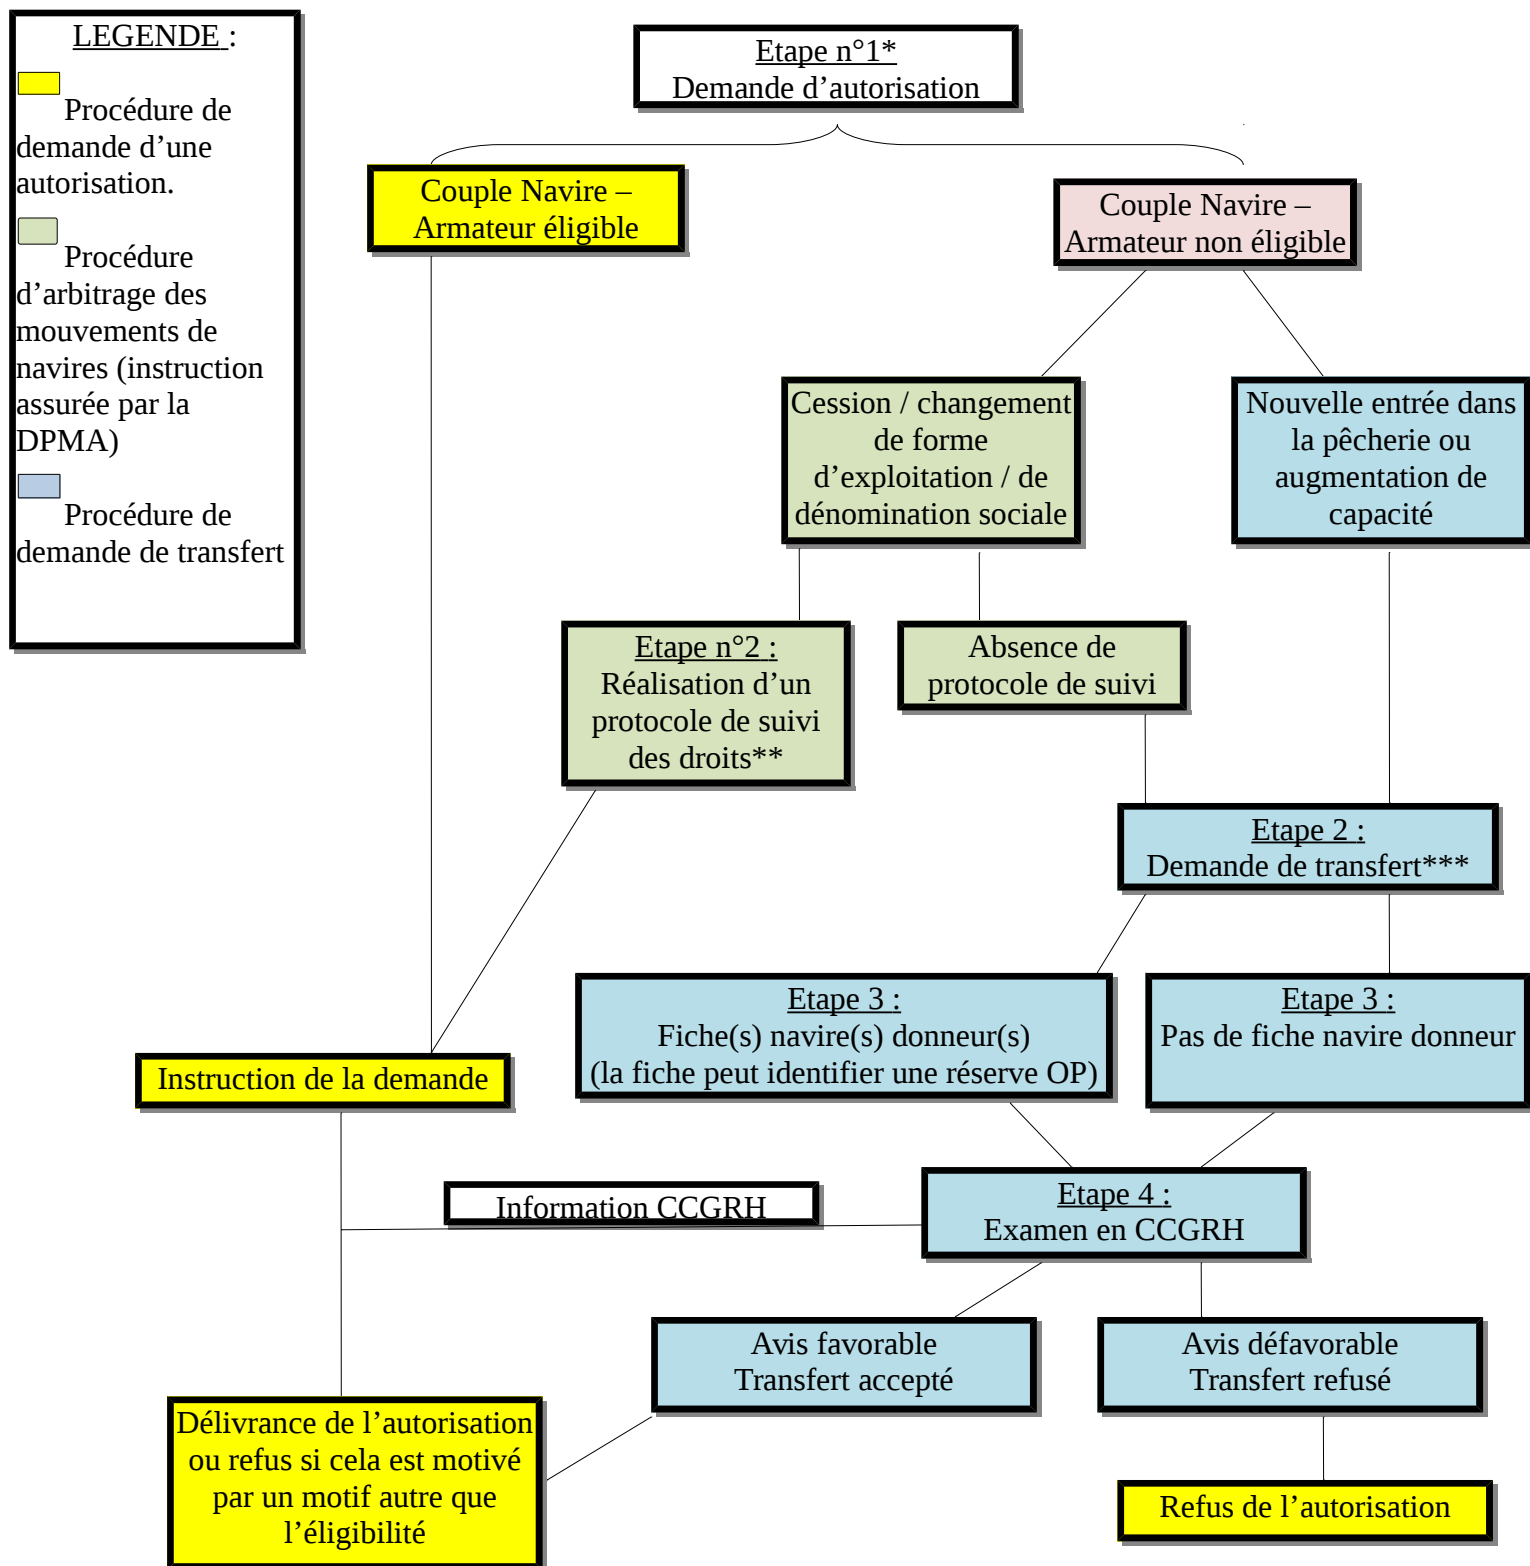 LEGENDE :
Procédure de
demande d’une
autorisation.
Procédure
d’arbitrage des
mouvements de
navires (instruction
assurée par la
DPMA)
Procédure de
demande de transfert
Etape n°1*
Demande d’autorisation
Couple Navire –
Armateur éligible
Couple Navire –
Armateur non éligible
Cession / changement
de forme
d’exploitation / de
dénomination sociale
Nouvelle entrée dans
la pêcherie ou
augmentation de
capacité
Etape n°2 :
Réalisation d’un
protocole de suivi
des droits**
Absence de
protocole de suivi
Etape 2 :
Demande de transfert***
Etape 3 :
Fiche(s) navire(s) donneur(s)
(la fiche peut identifier une réserve OP)
Etape 3 :
Pas de fiche navire donneur
Instruction de la demande
Information CCGRH
Etape 4 :
Examen en CCGRH
Avis favorable
Transfert accepté
Avis défavorable
Transfert refusé
Délivrance de l’autorisation
ou refus si cela est motivé
par un motif autre que
l’éligibilité
Refus de l’autorisation